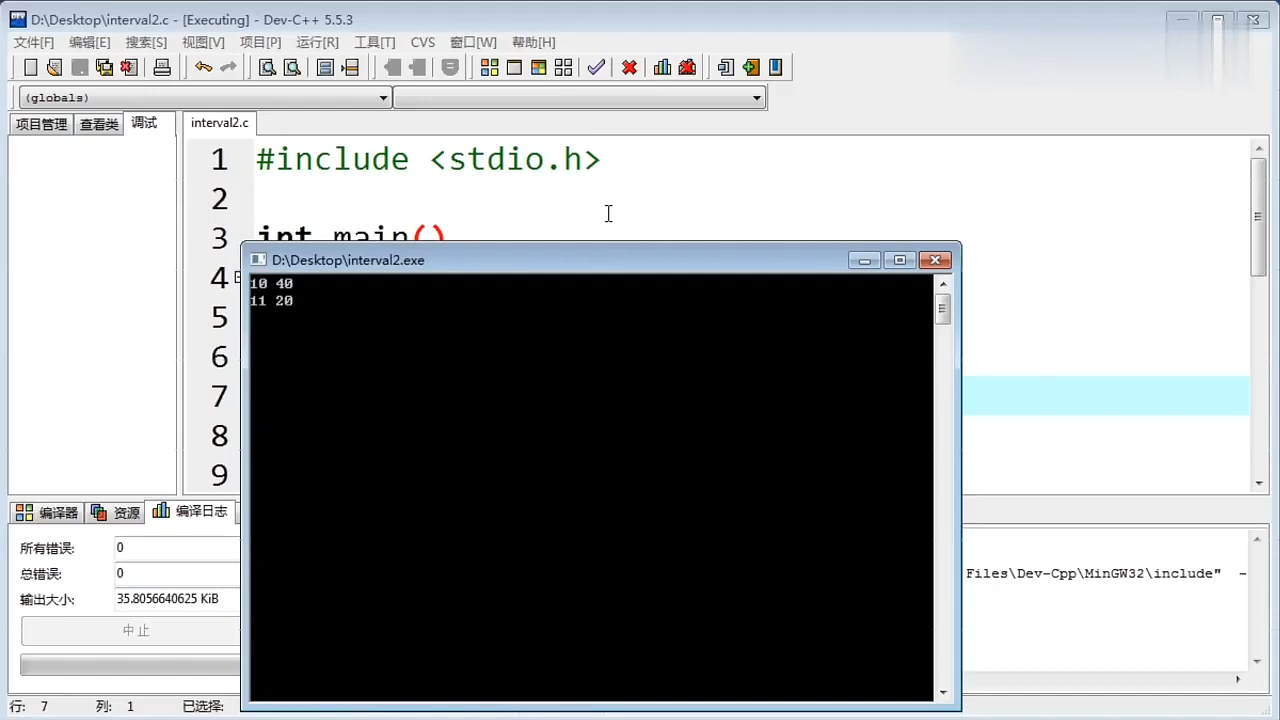 D:\Desktop\interval2.c - [Executing] - Dev-C++ 5.5.3
文件[F] 编辑[E] 搜索[S] 视图[V] 项目[P] 运行[R] 工具[T] CVS 窗口[W] 帮助[H]
(globals)
项目管理 查看类 调试
interval2.c
1 #include <stdio.h>
2
3 int main()
4
5
6
7
8
9
D:\Desktop\interval2.exe
10 40
11 20
编译器 资源 编译日志
所有错误: 0
总错误: 0
输出大小: 35.8056640625 KiB
Files\Dev-Cpp\MinGW32\include" -
中止
行: 7 列: 1 已选择: